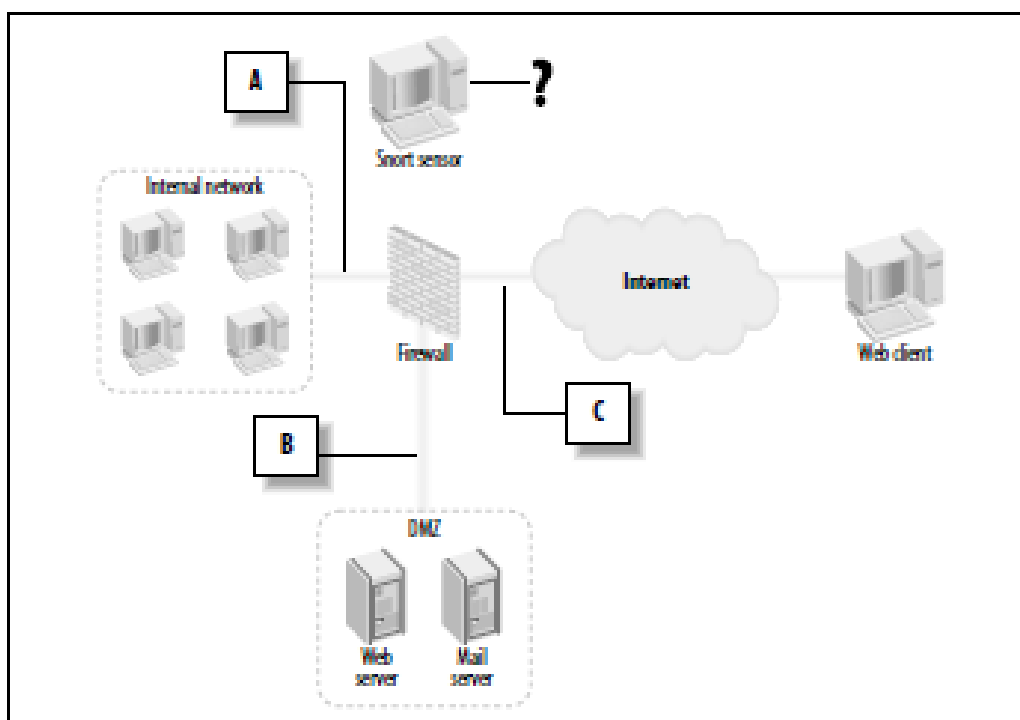 A
?
Snort sensor
Internal network
Internet
Firewall
Web client
C
B
DMZ
Web
server
Mail
server